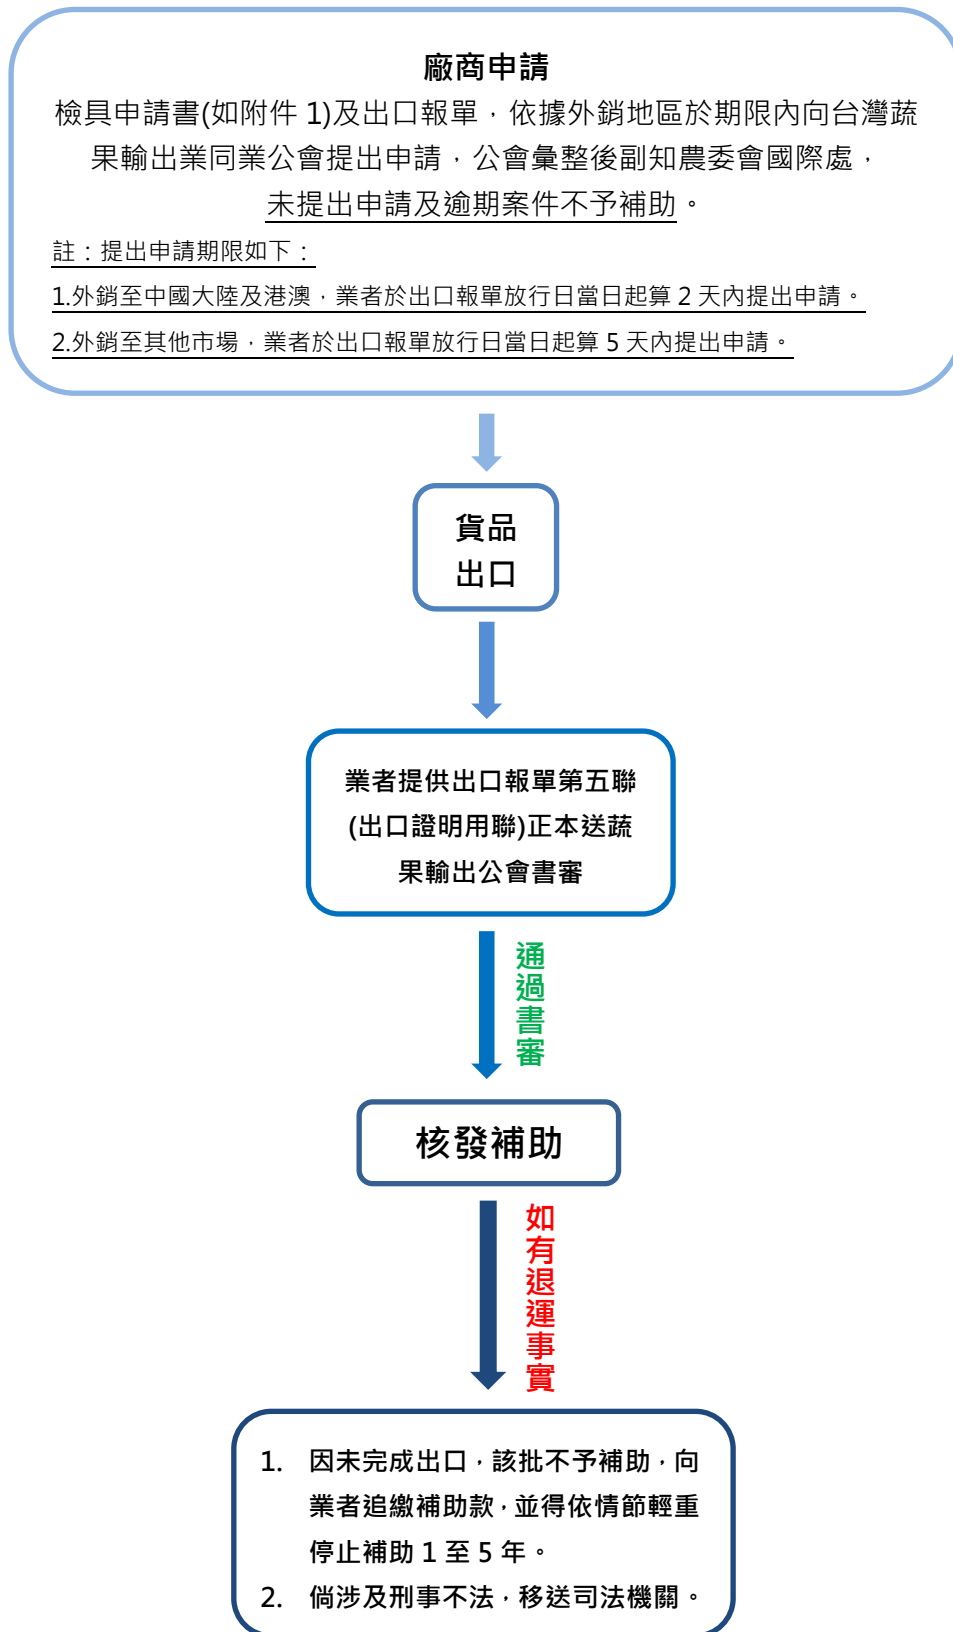 廠商申請
檢具申請書(如附件 1)及出口報單，依據外銷地區於期限內向台灣蔬
果輸出業同業公會提出申請，公會彙整後副知農委會國際處，
未提出申請及逾期案件不予補助。
註：提出申請期限如下：
1.外銷至中國大陸及港澳，業者於出口報單放行日當日起算 2 天內提出申請。
2.外銷至其他市場，業者於出口報單放行日當日起算 5 天內提出申請。
貨品
出口
業者提供出口報單第五聯
(出口證明用聯)正本送蔬
果輸出公會書審
通過書審
核發補助
如有退運事實
1. 因未完成出口，該批不予補助，向
業者追繳補助款，並得依情節輕重
停止補助 1 至 5 年。
2. 倘涉及刑事不法，移送司法機關。